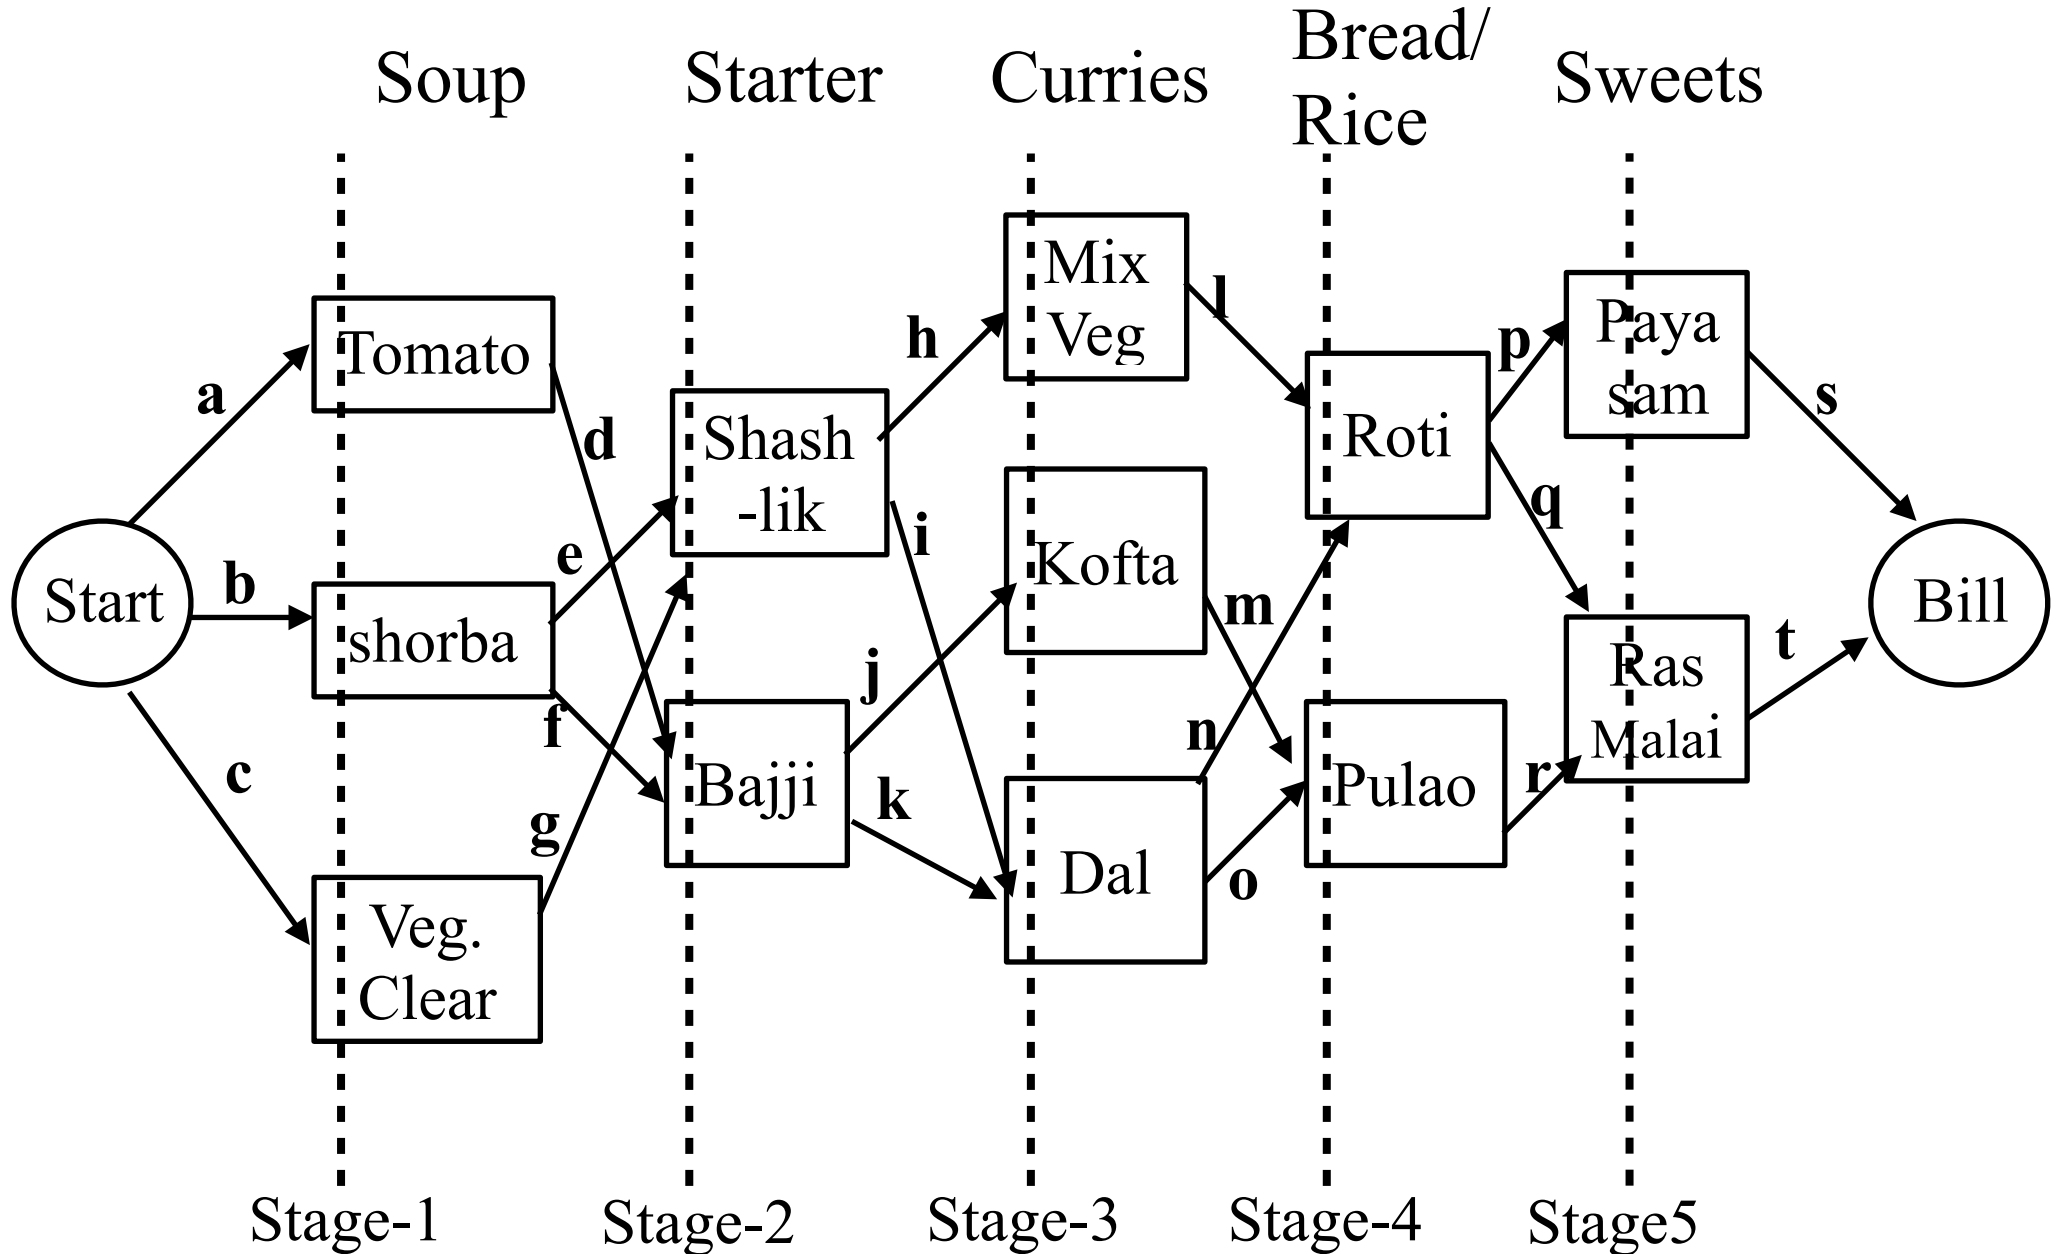 Soup
Starter
Curries
Bread/
Rice
Sweets
a
Tomato
d
Start
b
shorba
e
f
c
Veg.
Clear
g
Shash
-lik
h
i
Bajji
j
k
Mix
Veg
l
Kofta
m
Dal
n
o
Roti
p
q
Pulao
r
Paya
sam
s
Ras
Malai
t
Bill
Stage-1
Stage-2
Stage-3
Stage-4
Stage5